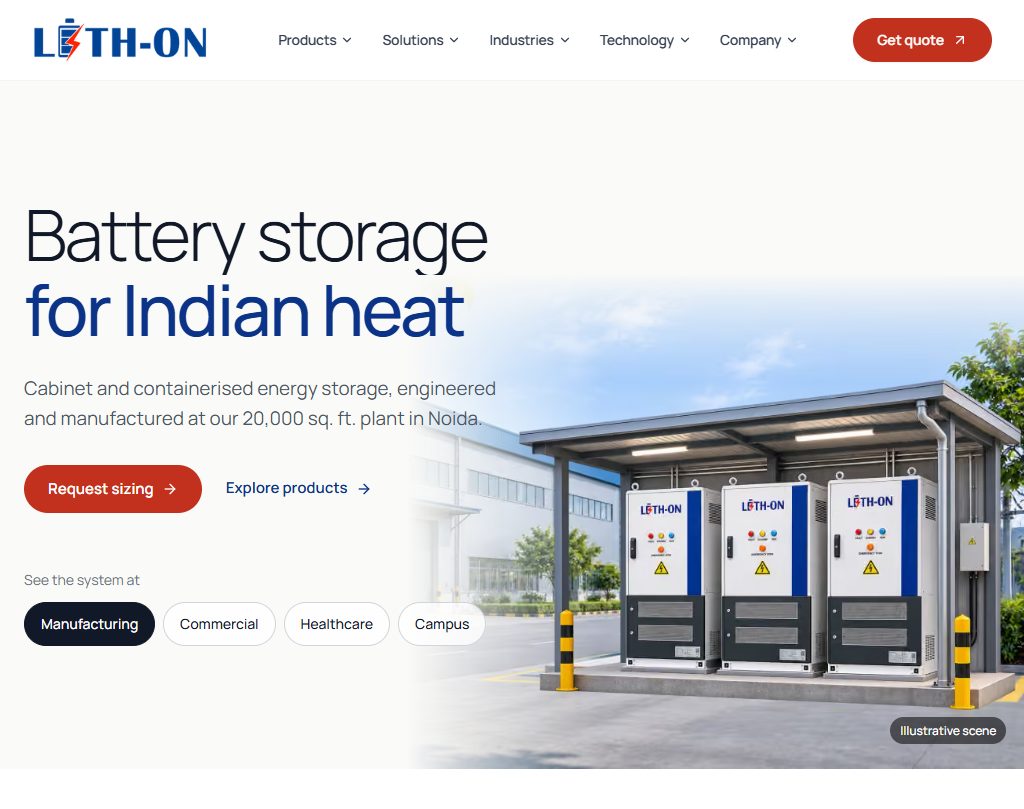 LITH-ON
Products
Solutions
Industries
Technology
Company
Get quote
Battery storage
for Indian heat
Cabinet and containerised energy storage, engineered
and manufactured at our 20,000 sq. ft. plant in Noida.
Request sizing
Explore products
See the system at
Manufacturing
Commercial
Healthcare
Campus
LITH-ON
LITH-ON
LITH-ON
Illustrative scene